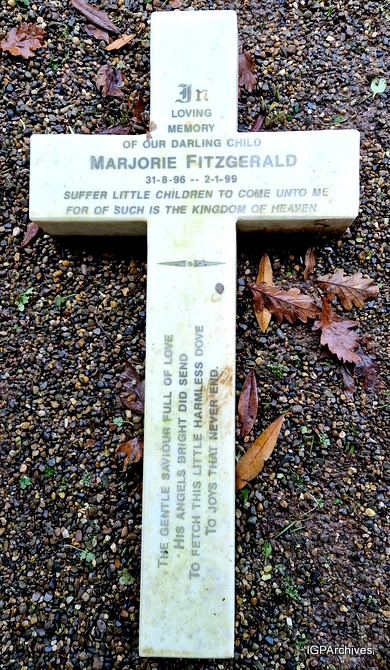 In
LOVING
MEMORY
OF OUR DARLING CHILD
MARJORIE FITZGERALD
31-8-96 -- 2-1-99
SUFFER LITTLE CHILDREN TO COME UNTO ME
FOR OF SUCH IS THE KINGDOM OF HEAVEN
THE GENTLE SAVIOUR FULL OF LOVE
HIS ANGELS BRIGHT DID SEND
TO FETCH THIS LITTLE HARMLESS DOVE
TO JOYS THAT NEVER END.
IGPArchives